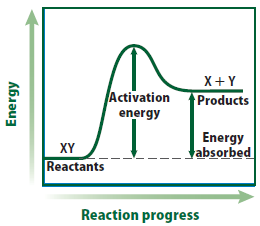 Energy
X + Y
Products
Activation
energy
Energy
absorbed
XY
Reactants
Reaction progress